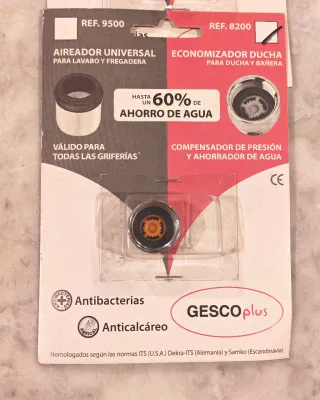 REF. 9500
REF. 8200
AIREADOR UNIVERSAL
PARA LAVABO Y FREGADERA
ECONOMIZADOR DUCHA
PARA DUCHA Y BAÑERA
HASTA
UN 60% DE
AHORRO DE AGUA
VÁLIDO PARA
TODAS LAS GRIFERÍAS*
COMPENSADOR DE PRESIÓN
Y AHORRADOR DE AGUA
CE
Antibacterias
Anticalcáreo
GESCO plus
Homologados según las normas ITS (U.S.A.) Dekra-ITS (Alemania) y Samko (Escandinavia)